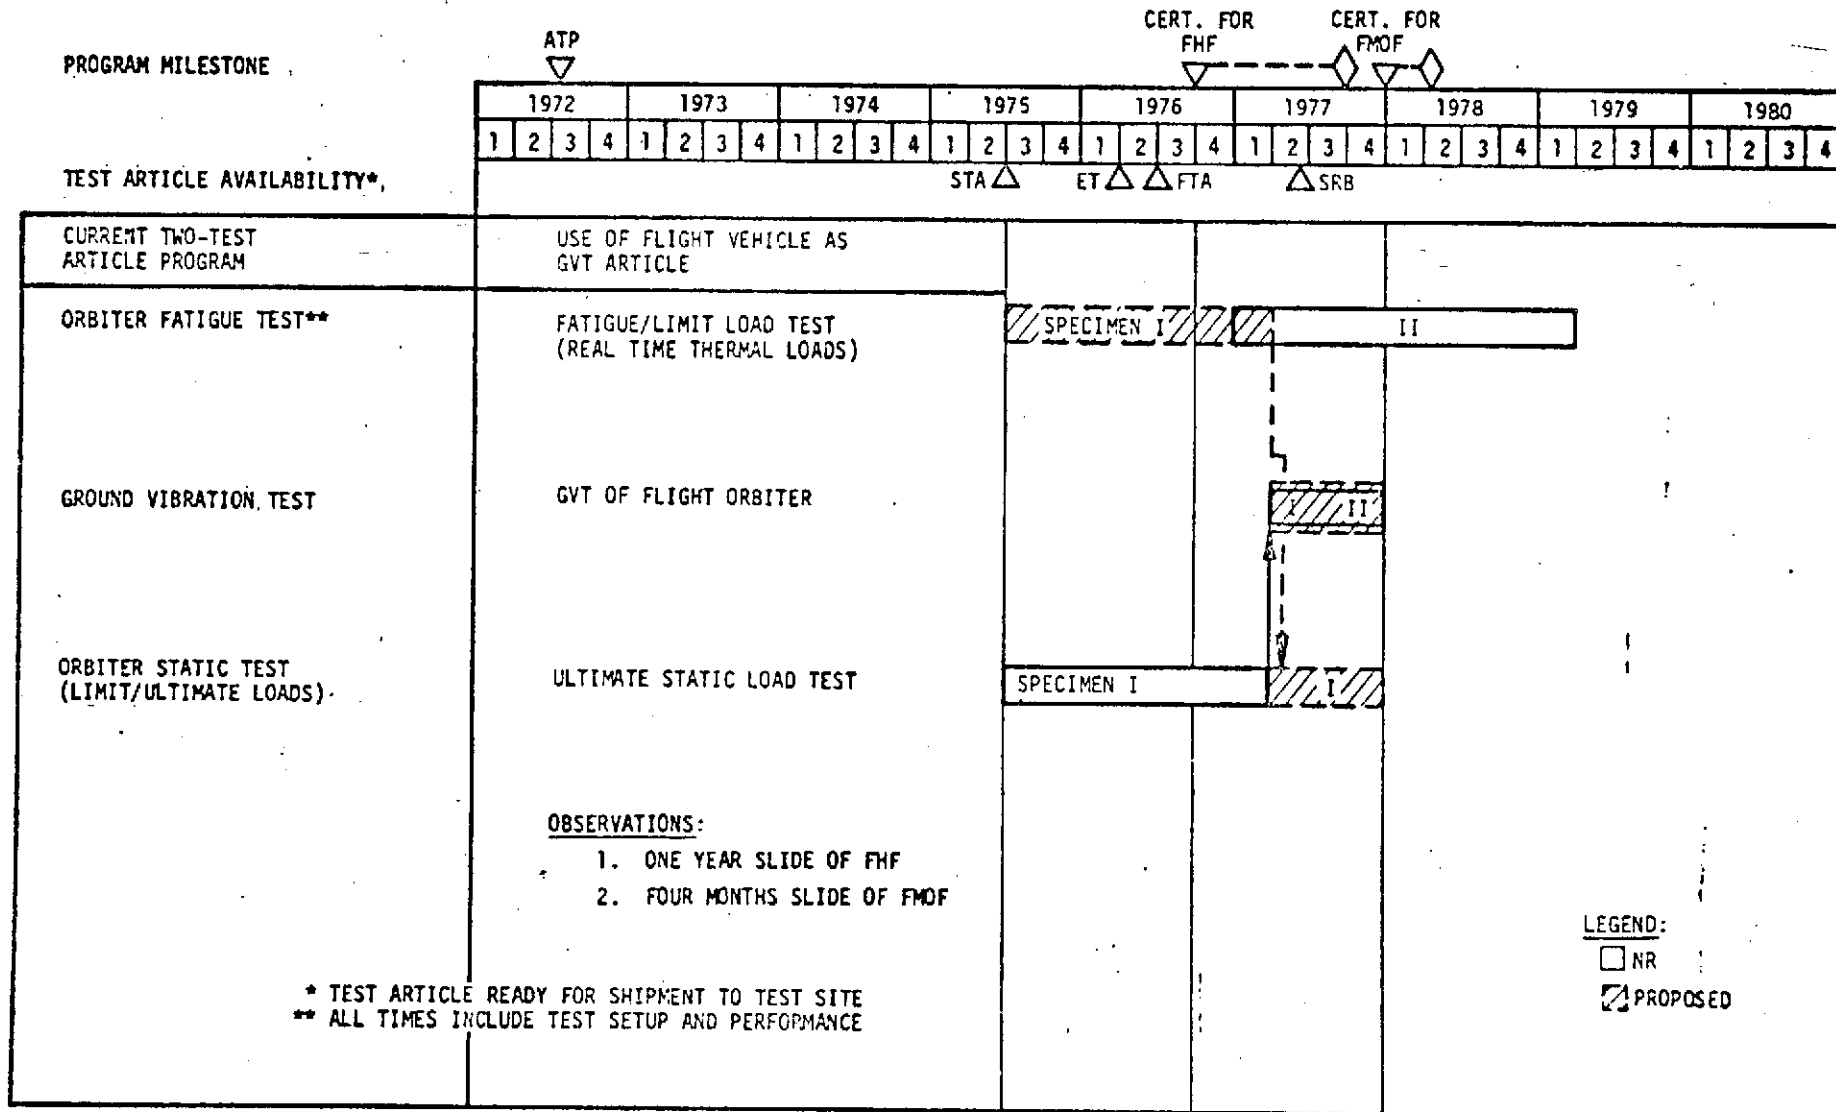 CERT. FOR CERT. FOR
ATP FHF FMOF
PROGRAM MILESTONE
1972 1973 1974 1975 1976 1977 1978 1979 1980
1 2 3 4 1 2 3 4 1 2 3 4 1 2 3 4 1 2 3 4 1 2 3 4 1 2 3 4 1 2 3 4 1 2 3 4
TEST ARTICLE AVAILABILITY*, STA ET FTA SRB
CURRENT TWO-TEST USE OF FLIGHT VEHICLE AS
ARTICLE PROGRAM GVT ARTICLE
ORBITER FATIGUE TEST** FATIGUE/LIMIT LOAD TEST SPECIMEN I II
(REAL TIME THERMAL LOADS)
GROUND VIBRATION TEST GVT OF FLIGHT ORBITER I II
ORBITER STATIC TEST ULTIMATE STATIC LOAD TEST SPECIMEN I I
(LIMIT/ULTIMATE LOADS)
OBSERVATIONS:
1. ONE YEAR SLIDE OF FHF
2. FOUR MONTHS SLIDE OF FMOF
LEGEND:
NR
PROPOSED
* TEST ARTICLE READY FOR SHIPMENT TO TEST SITE
** ALL TIMES INCLUDE TEST SETUP AND PERFORMANCE